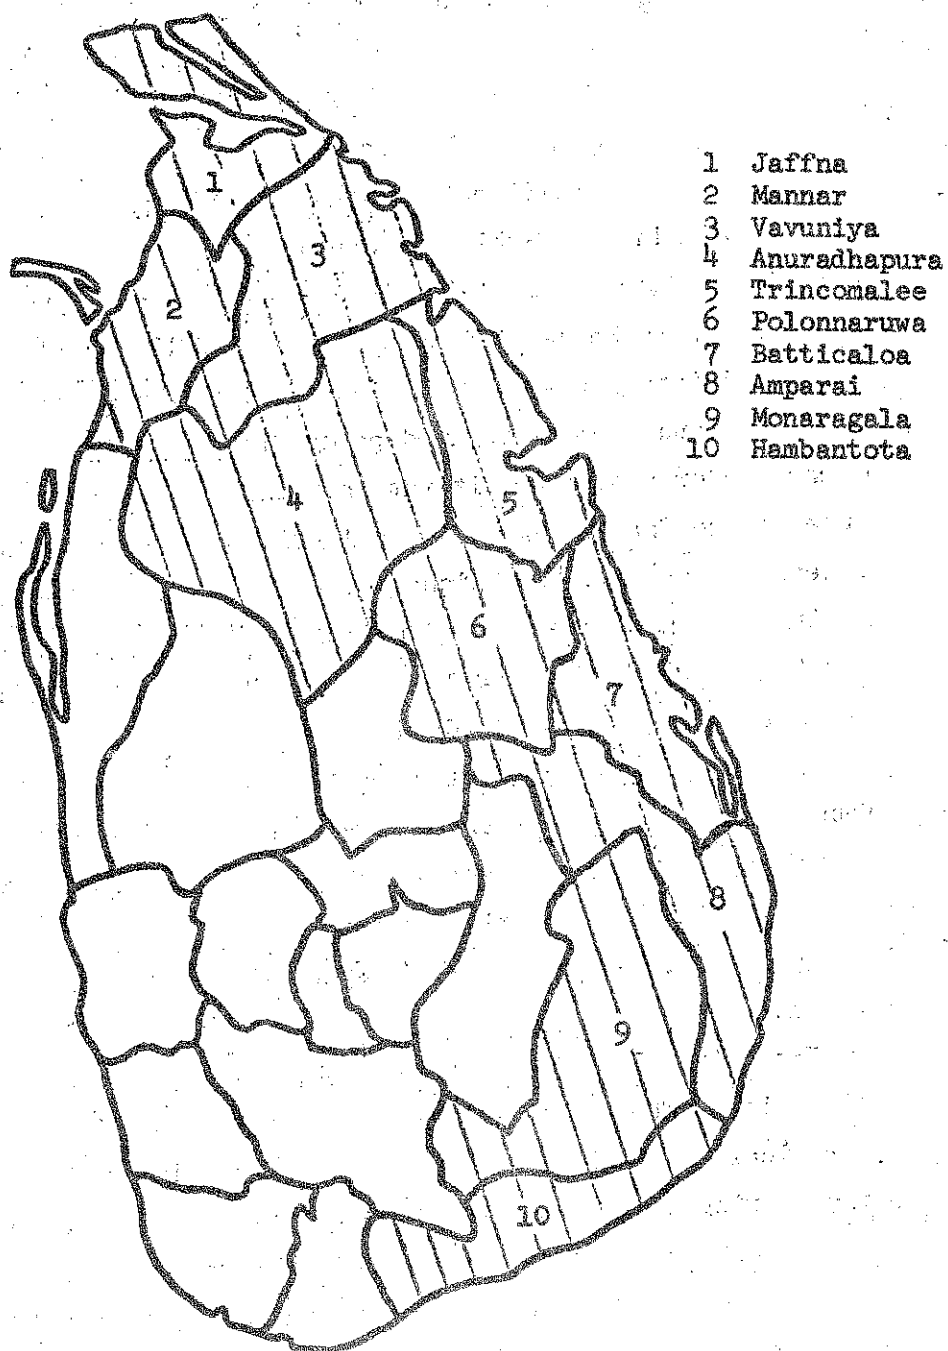 1 Jaffna
2 Mannar
3 Vavuniya
4 Anuradhapura
5 Trincomalee
6 Polonnaruwa
7 Batticaloa
8 Amparai
9 Monaragala
10 Hambantota
1
3
2
4
5
6
7
8
9
10